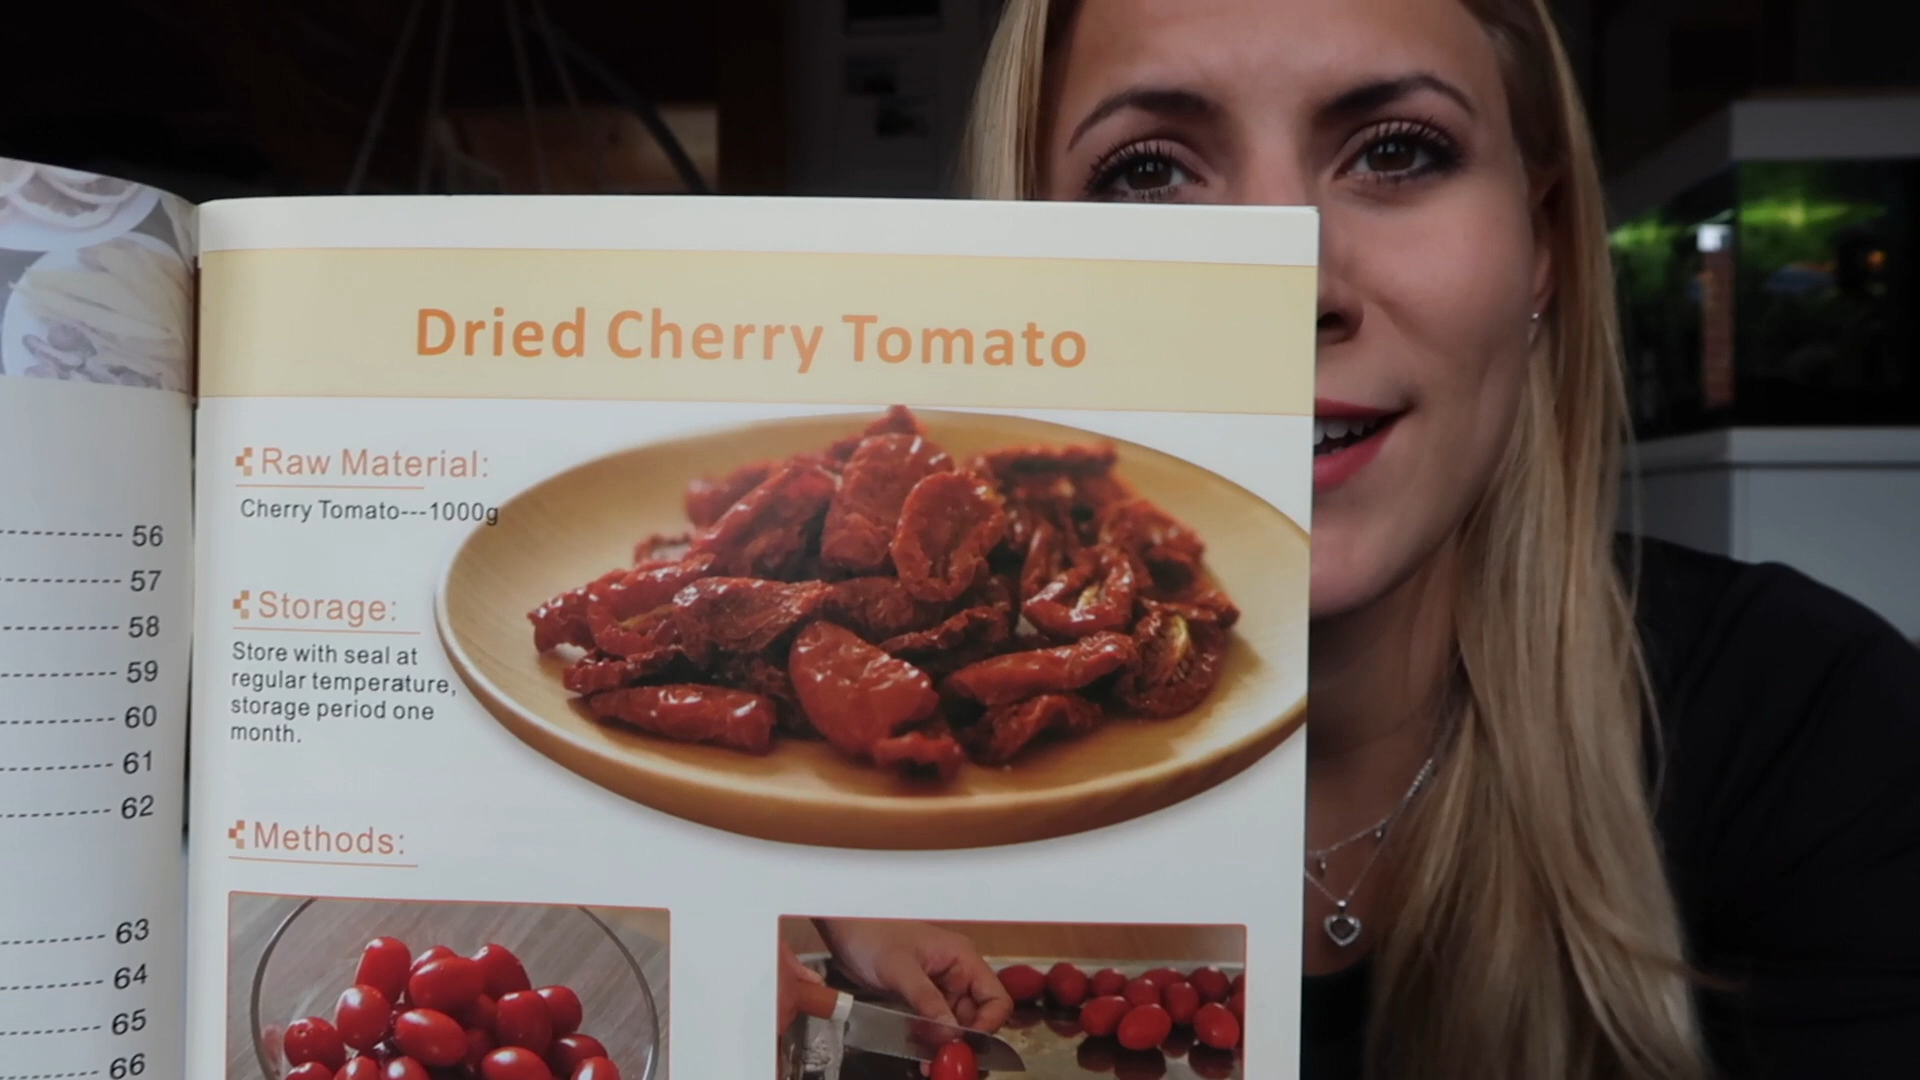 56
57
58
59
60
61
62
63
64
65
66
Dried Cherry Tomato
Raw Material:
Cherry Tomato---1000g
Storage:
Store with seal at
regular temperature,
storage period one
month.
Methods: